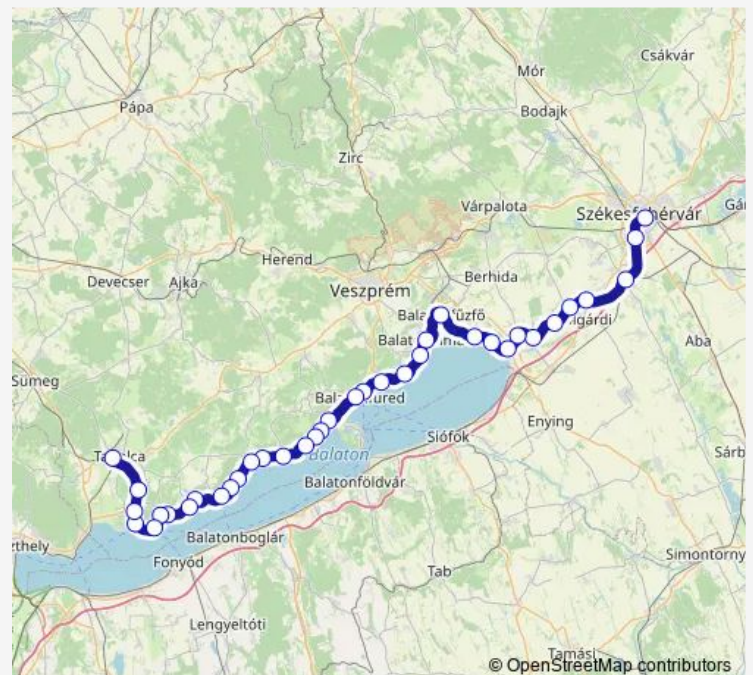 Csákvár
Mór
Pápa
Bodajk
Zirc
Várpalota
Székesfehérvár
Herend
Berhida
Devecser
Ajka
Veszprém
Aba
Sümeg
Enying
Siófok
Balaton
Balatonföldvár
Balatonboglár
Fonyód
Tab
Lengyeltóti
Tamási
© OpenStreetMap contributors